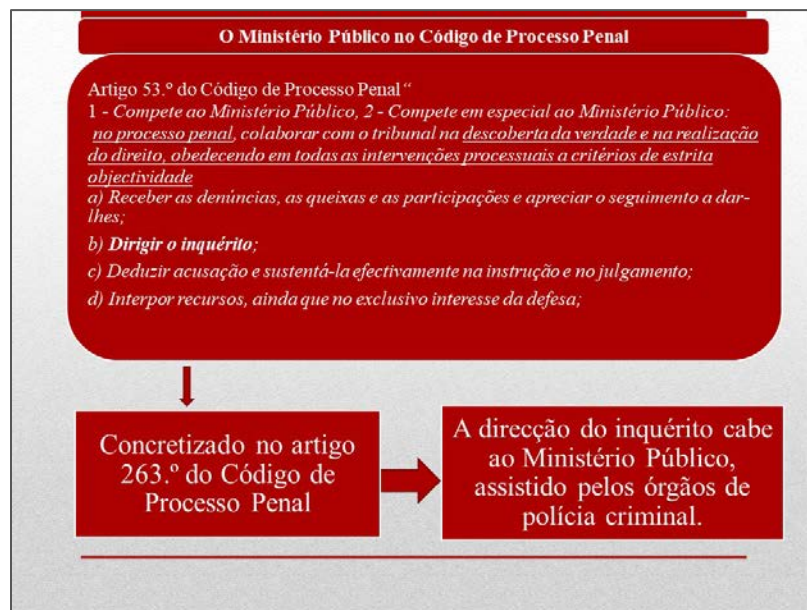 O Ministério Público no Código de Processo Penal
Artigo 53.º do Código de Processo Penal“
1 - Compete ao Ministério Público, 2 - Compete em especial ao Ministério Público:
no processo penal, colaborar com o tribunal na descoberta da verdade e na realização
do direito, obedecendo em todas as intervenções processuais a critérios de estrita
objectividade
a) Receber as denúncias, as queixas e as participações e apreciar o seguimento a dar-
lhes;
b) Dirigir o inquérito;
c) Deduzir acusação e sustentá-la efectivamente na instrução e no julgamento;
d) Interpor recursos, ainda que no exclusivo interesse da defesa;
Concretizado no artigo
263.º do Código de
Processo Penal
A direcção do inquérito cabe
ao Ministério Público,
assistido pelos órgãos de
polícia criminal.